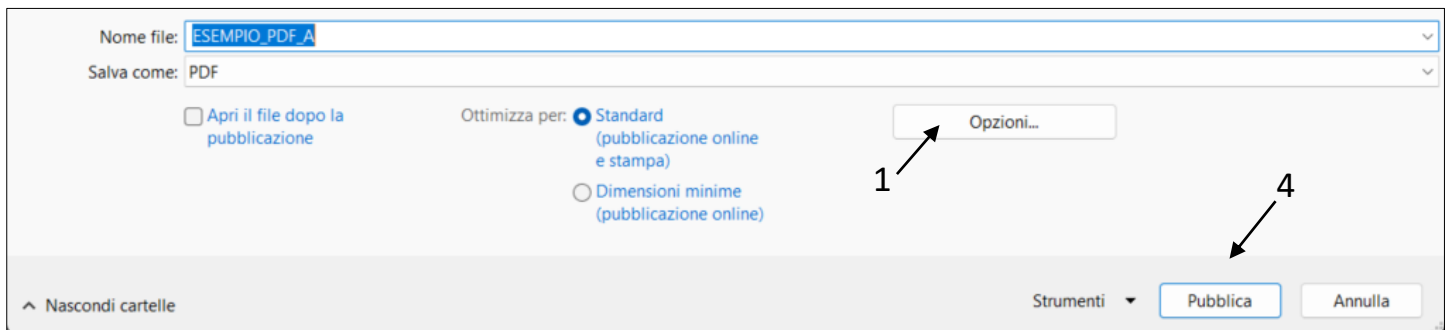 Nome file: ESEMPIO_PDF_A
Salva come: PDF
Apri il file dopo la
pubblicazione
Ottimizza per: Standard
(pubblicazione online
e stampa)
Dimensioni minime
(pubblicazione online)
Opzioni...
1
4
Nascondi cartelle
Strumenti
Pubblica
Annulla